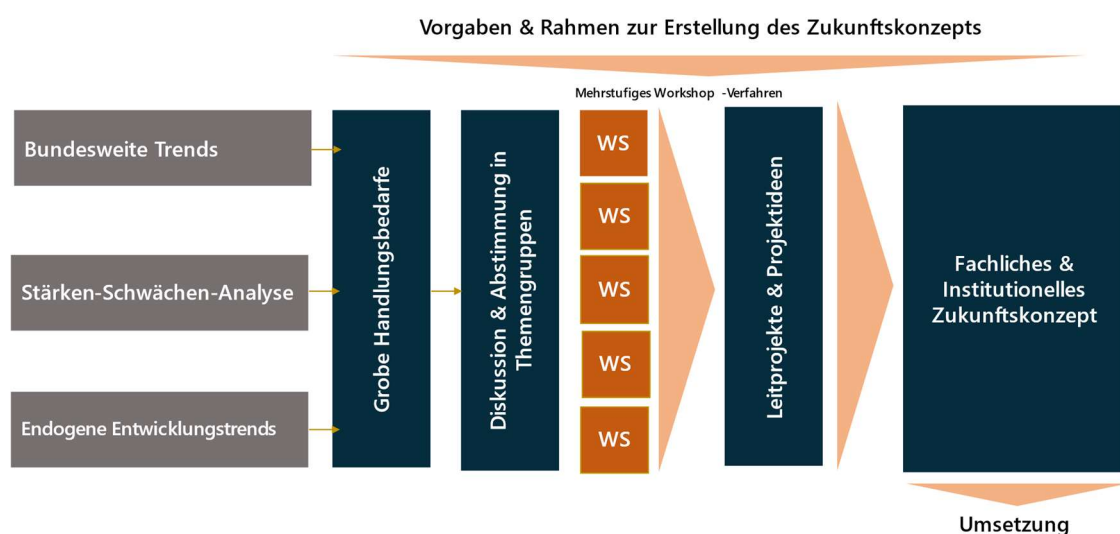 Vorgaben & Rahmen zur Erstellung des Zukunftskonzepts
Mehrstufiges Workshop -Verfahren
Bundesweite Trends
Stärken-Schwächen-Analyse
Endogene Entwicklungstrends
Grobe Handlungsbedarfe
Diskussion & Abstimmung in
Themengruppen
WS
WS
WS
WS
WS
Leitprojekte & Projektideen
Fachliches &
Institutionelles
Zukunftskonzept
Umsetzung